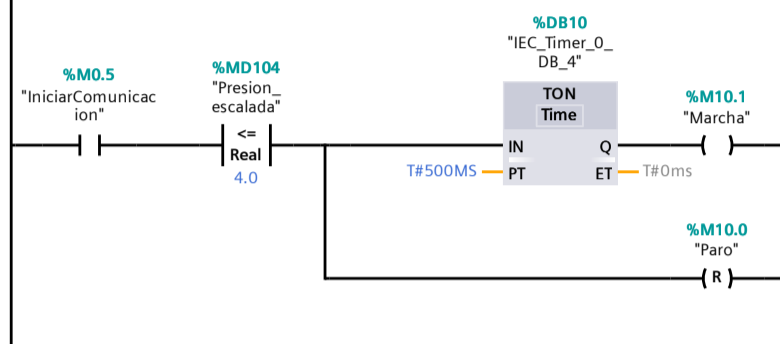 %DB10
"IEC_Timer_0_
DB_4"
%M0.5
"IniciarComunicac
ion"
%MD104
"Presion_
escalada"
<=
Real
4.0
TON
Time
IN
Q
T#500MS
PT
ET
T#0ms
%M10.1
"Marcha"
%M10.0
"Paro"
R